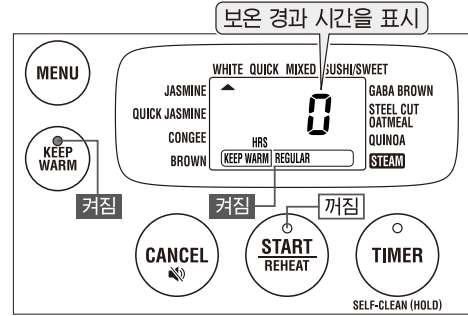 보온 경과 시간을 표시
MENU
WHITE QUICK MIXED SUSHI/SWEET
JASMINE
QUICK JASMINE
CONGEE
BROWN
0
HRS
KEEP WARM REGULAR
GABA BROWN
STEEL CUT
OATMEAL
QUINOA
STEAM
KEEP
WARM
켜짐
켜짐
꺼짐
CANCEL
START
REHEAT
TIMER
SELF-CLEAN (HOLD)